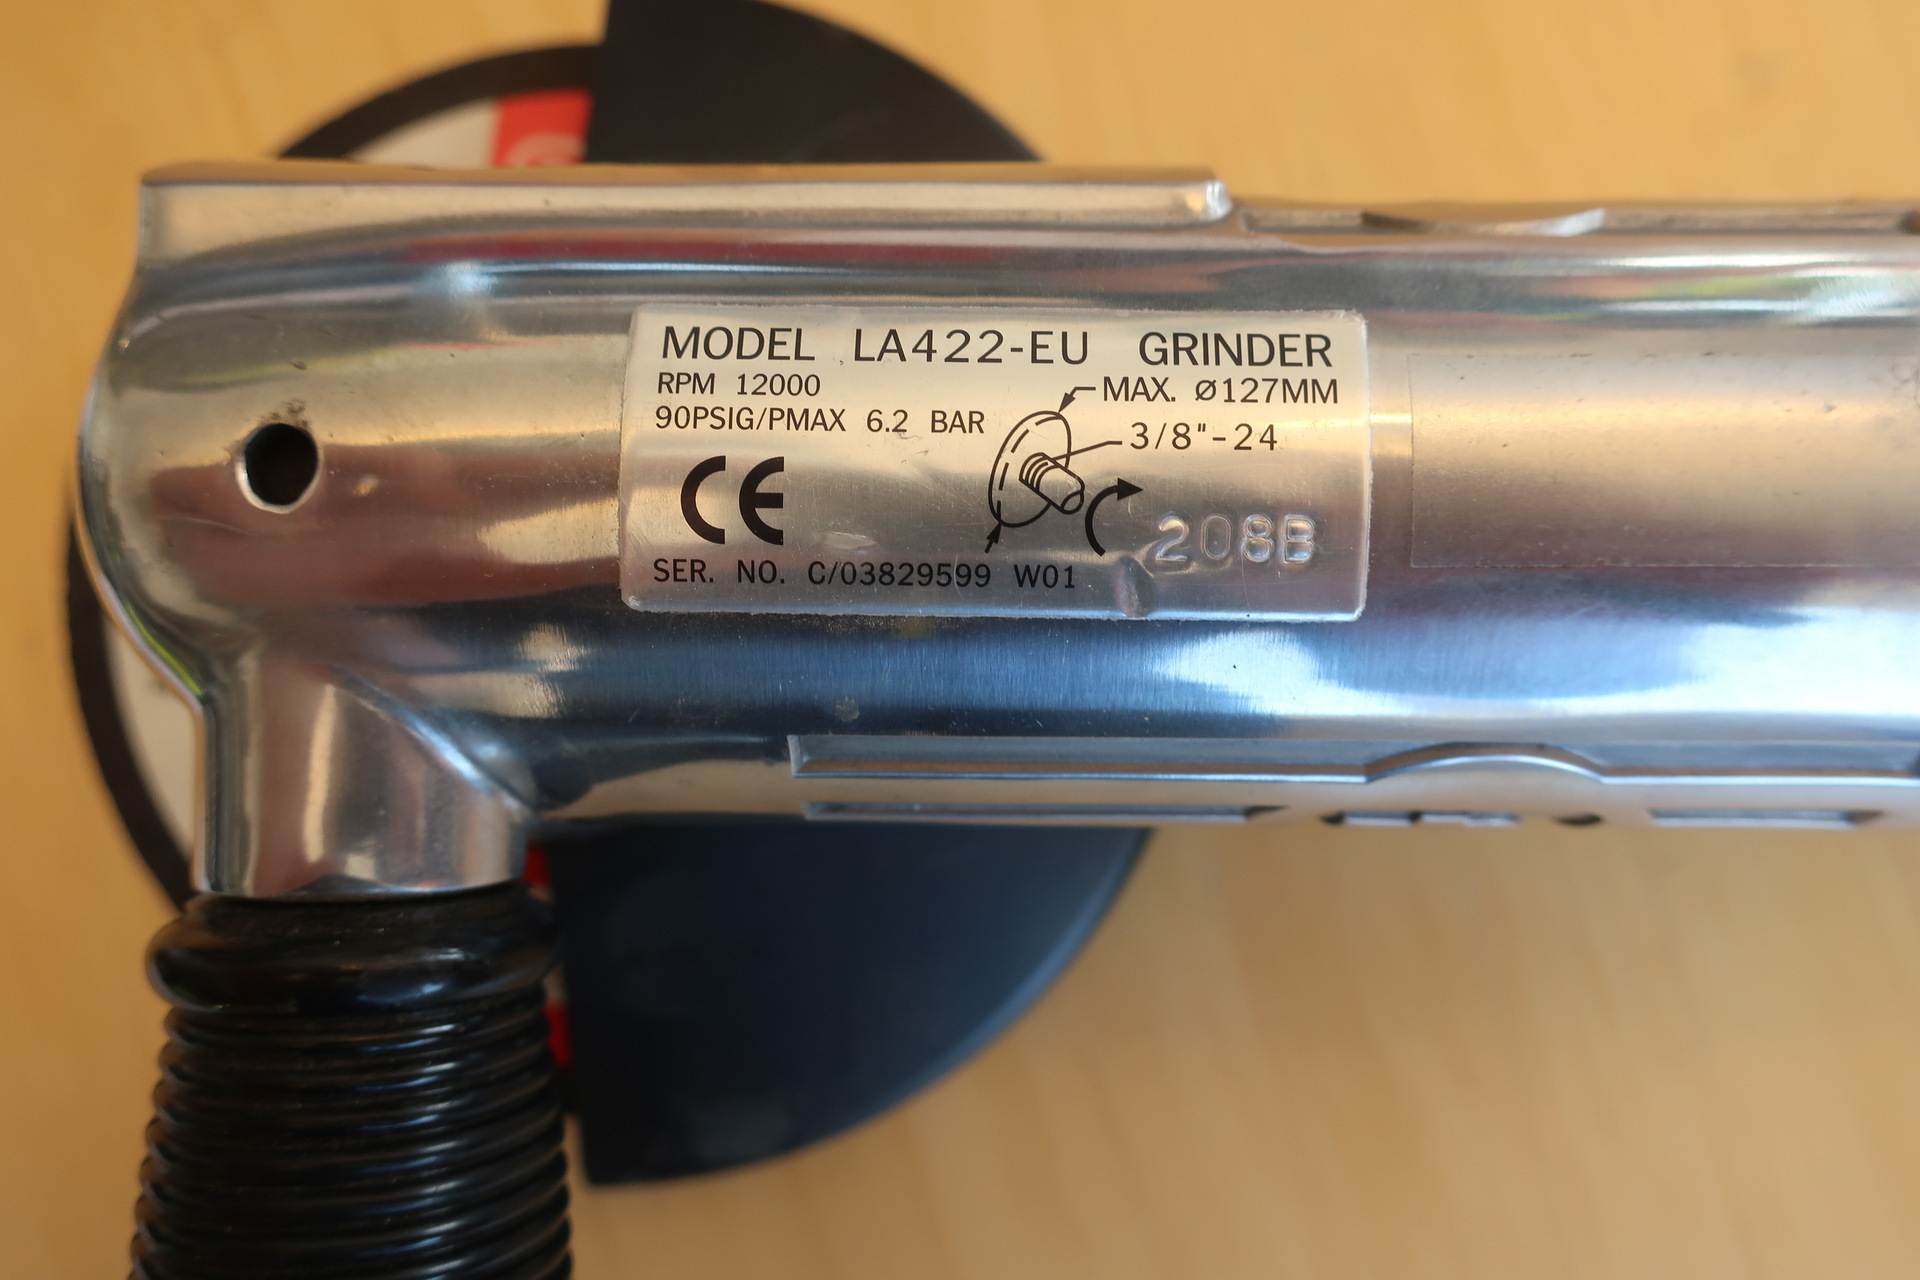 MODEL LA422-EU GRINDER
RPM 12000
MAX. Ø127MM
90PSIG/PMAX 6.2 BAR
3/8"-24
CE
208B
SER. NO. C/03829599 W01